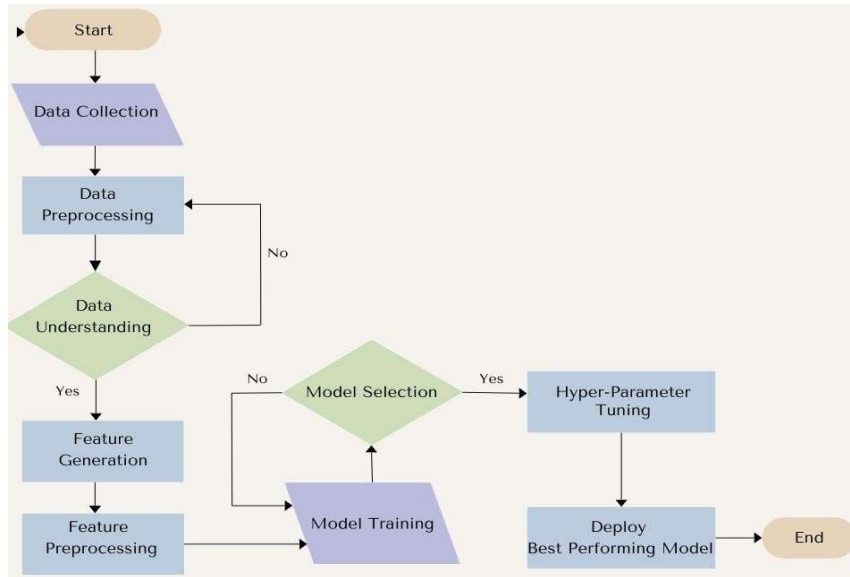 Start
Data Collection
Data
Preprocessing
No
Data
Understanding
Yes
Feature
Generation
Feature
Preprocessing
No
Model Selection
Yes
Model Training
Hyper-Parameter
Tuning
Deploy
Best Performing Model
End